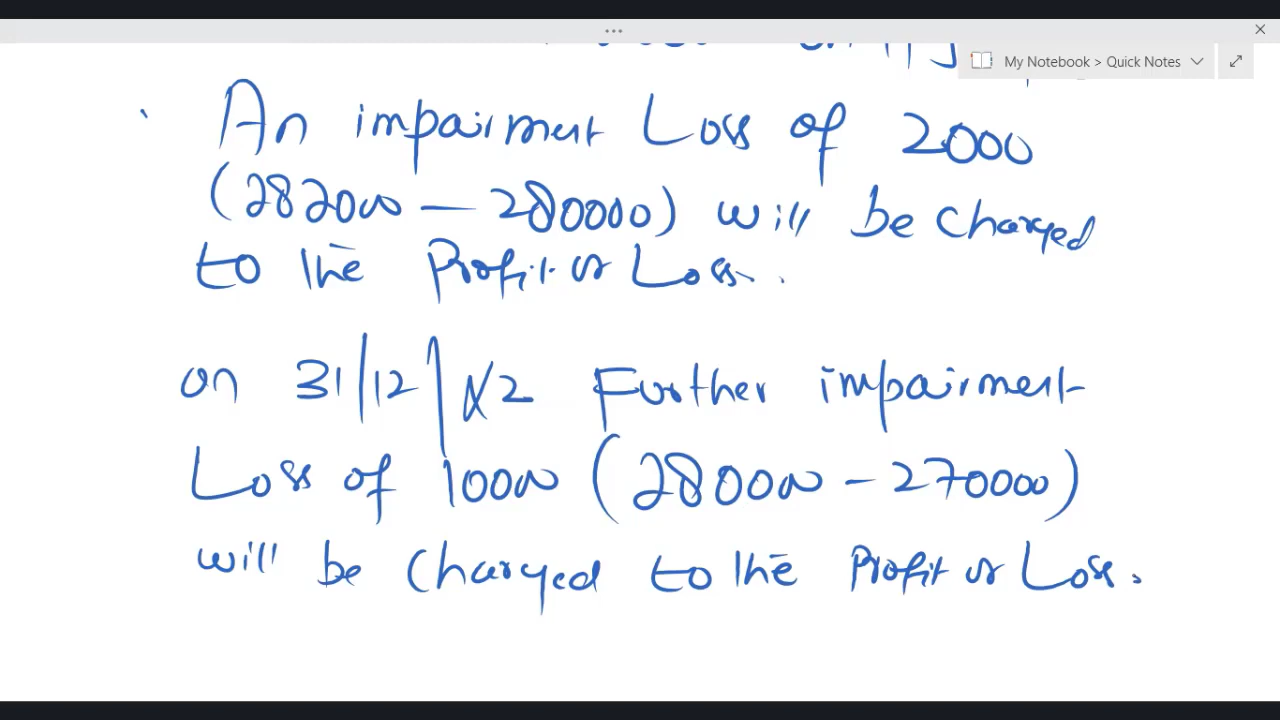 My Notebook > Quick Notes
An impairment Loss of 2000
(282000 - 280000) will be charged
to the Profit or Loss.
on 31/12/X2 Further impairment
Loss of 10000 (280000 - 270000)
will be charged to the Profit or Loss.